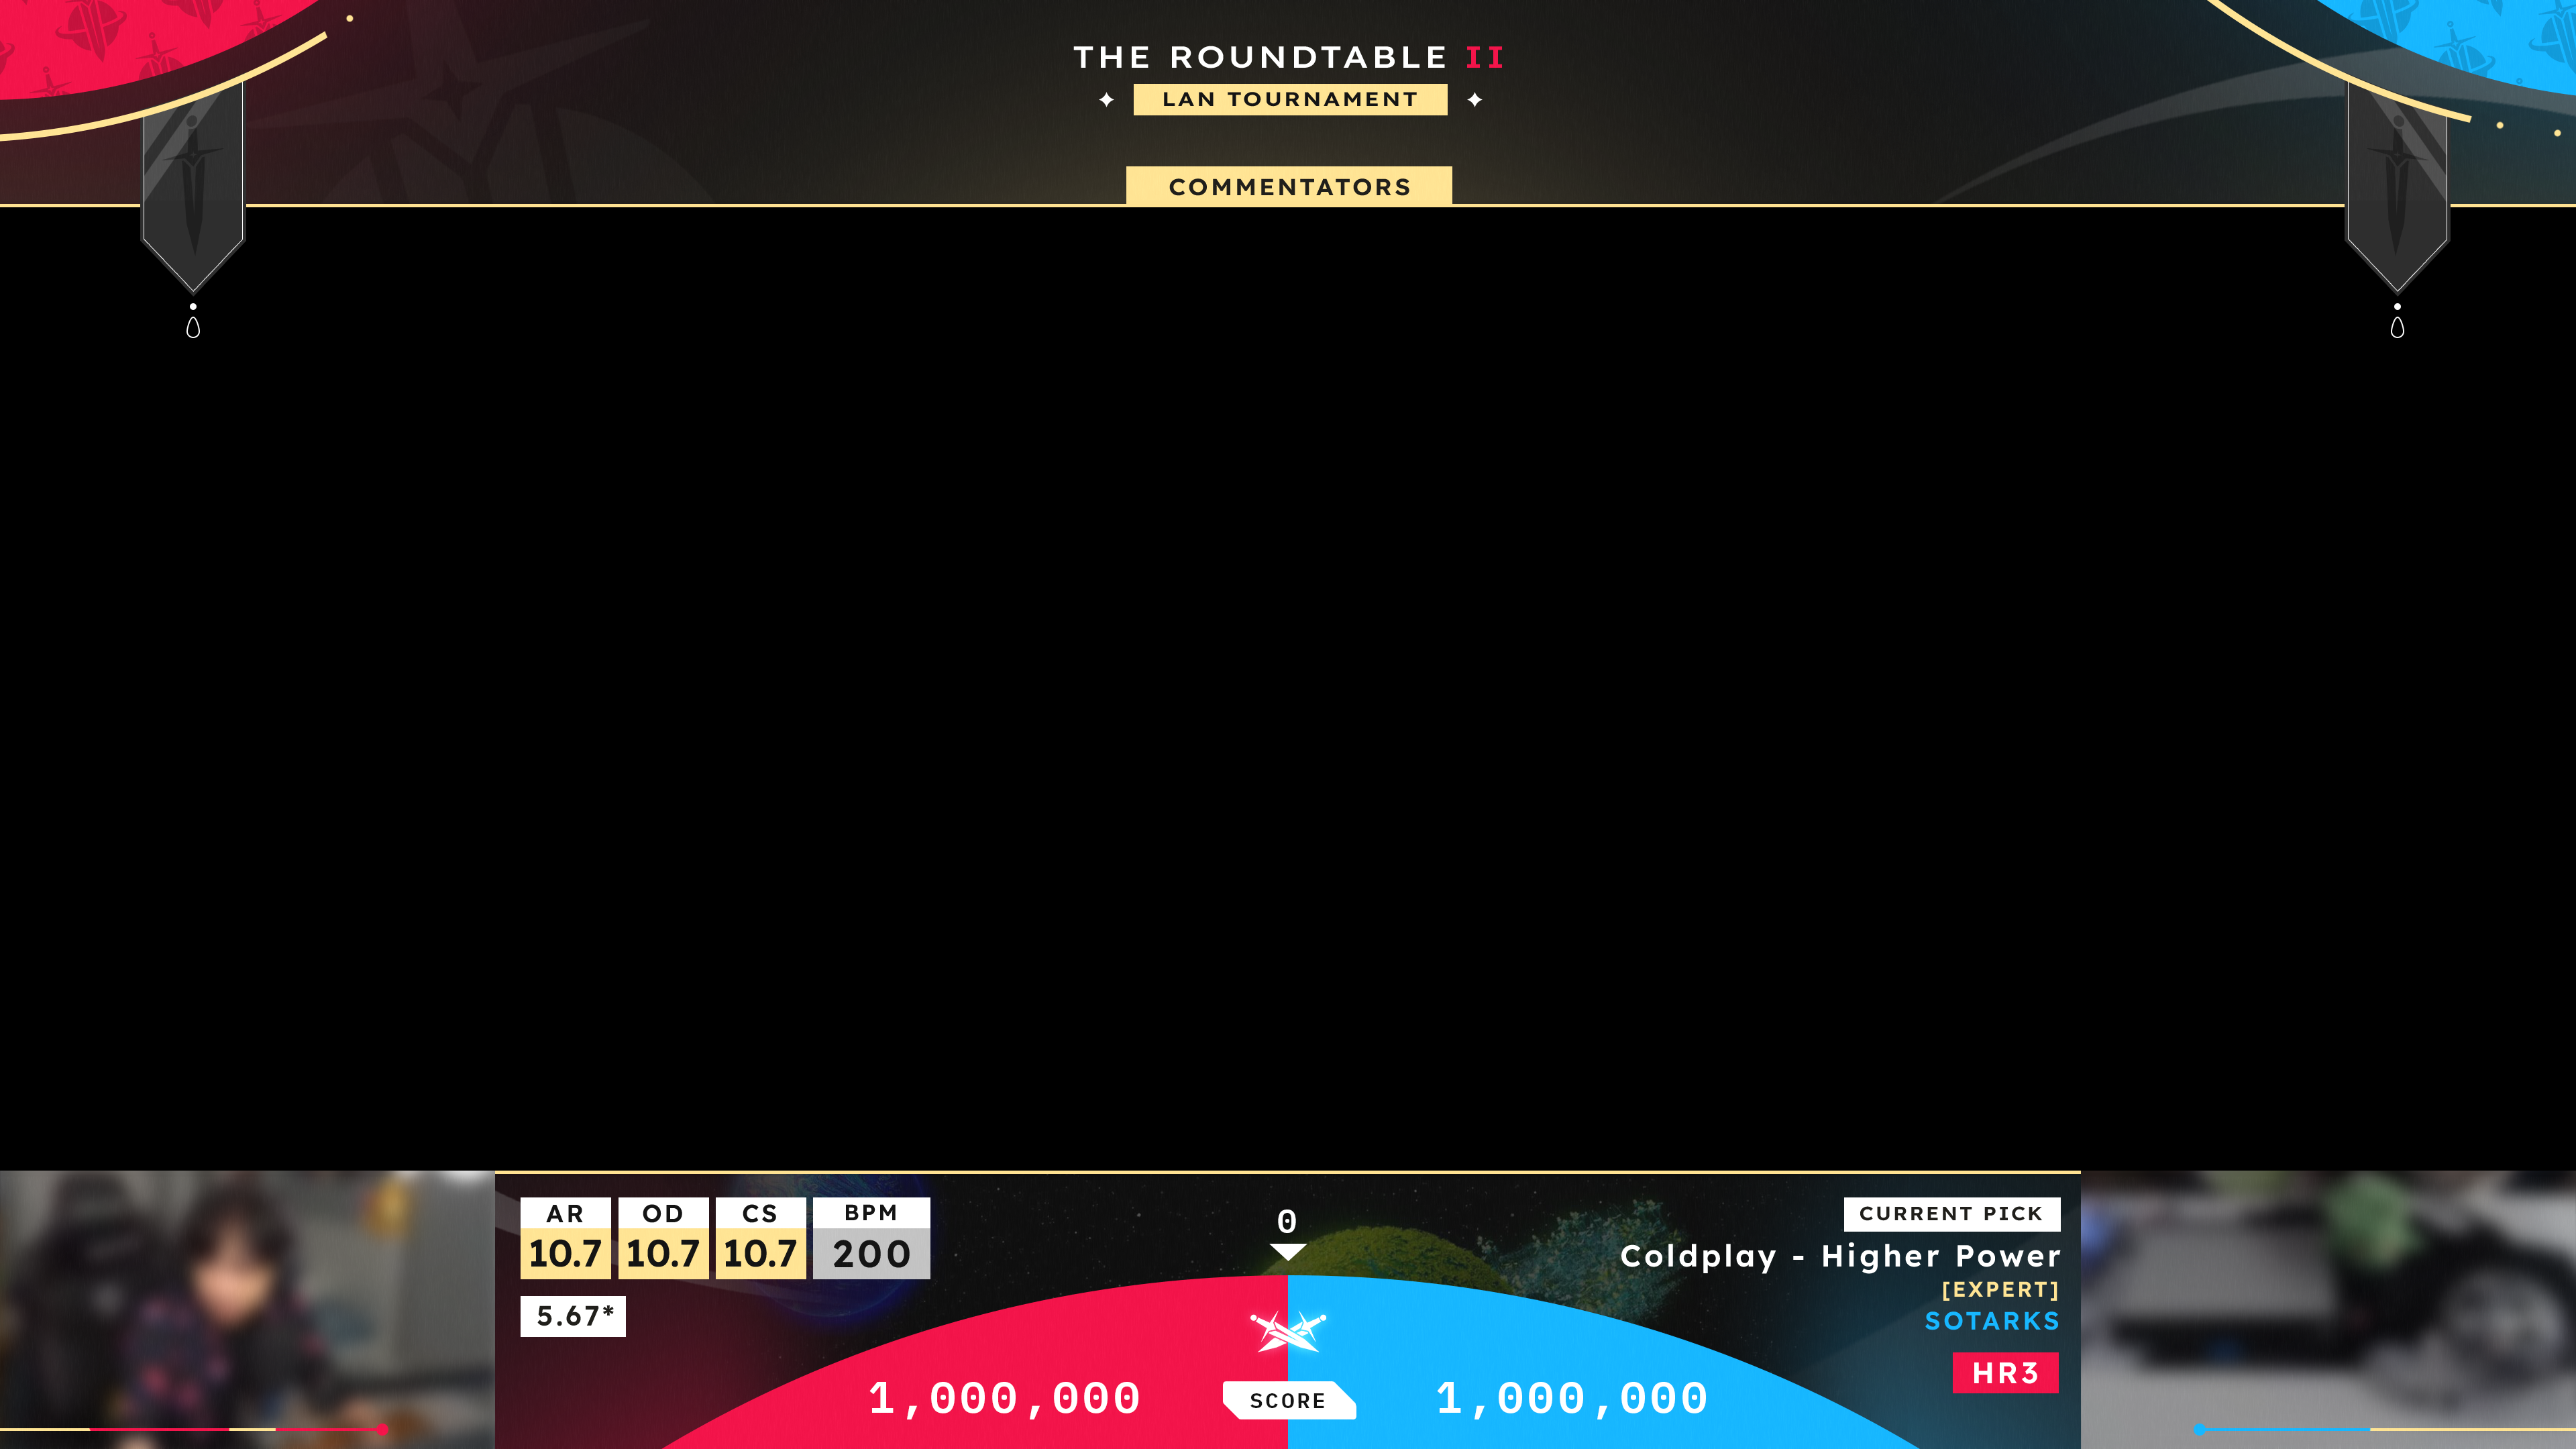 THE ROUNDTABLE II
LAN TOURNAMENT
COMMENTATORS
AR
10.7
OD
10.7
CS
10.7
BPM
200
5.67*
0
1,000,000
SCORE
1,000,000
CURRENT PICK
Coldplay - Higher Power
[EXPERT]
SOTARKS
HR3